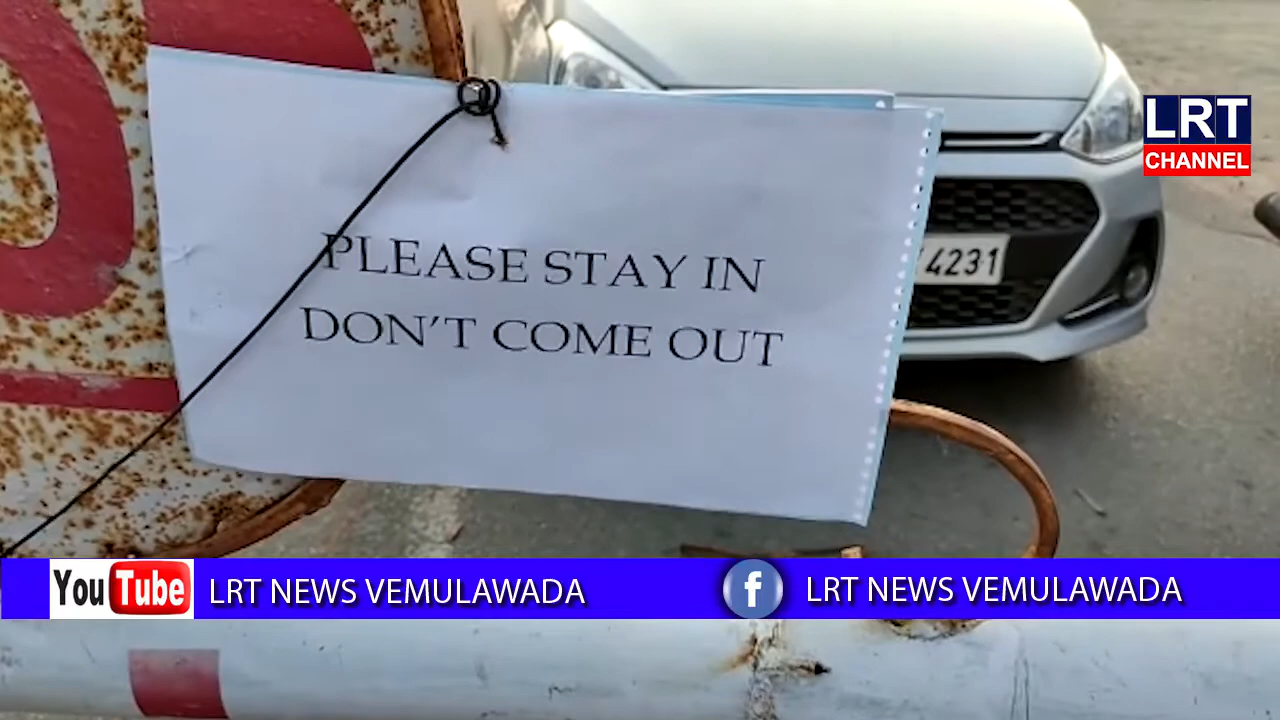 LRT
CHANNEL
PLEASE STAY IN
DON'T COME OUT
4231
YouTube
LRT NEWS VEMULAWADA
f
LRT NEWS VEMULAWADA